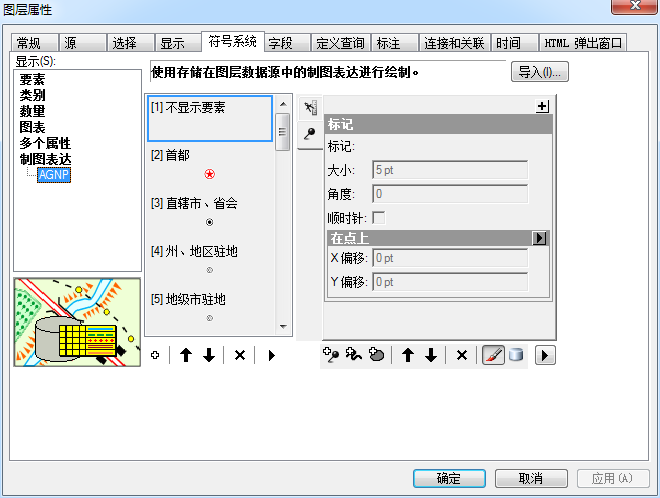 图层属性
常规
源
选择
显示
符号系统
字段
定义查询
标注
连接和关联
时间
HTML 弹出窗口
显示(S):
要素
类别
数量
图表
多个属性
制图表达
AGNP
使用存储在图层数据源中的制图表达进行绘制。
导入(I)...
[1] 不显示要素
[2] 首都
[3] 直辖市、省会
[4] 州、地区驻地
[5] 地级市驻地
标记
标记:
大小: 5 pt
角度: 0
顺时针:
在点上
X 偏移: 0 pt
Y 偏移: 0 pt
确定
取消
应用(A)